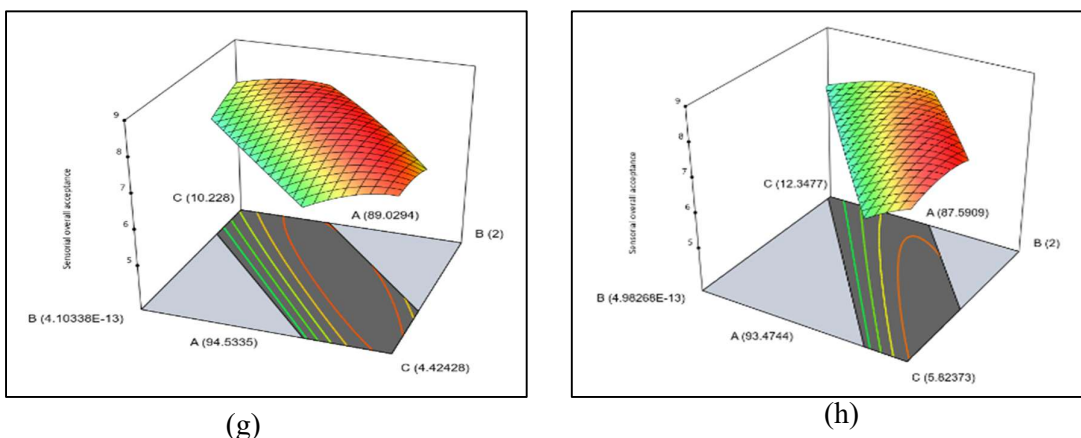 9
8
7
6
5
Sensorial overall acceptance
C (10.228)
A (89.0294)
B (2)
B (4.10338E-13)
A (94.5335)
C (4.42428)
(g)
9
8
7
6
5
Sensorial overall acceptance
C (12.3477)
A (87.5909)
B (2)
B (4.98268E-13)
A (93.4744)
C (5.82373)
(h)